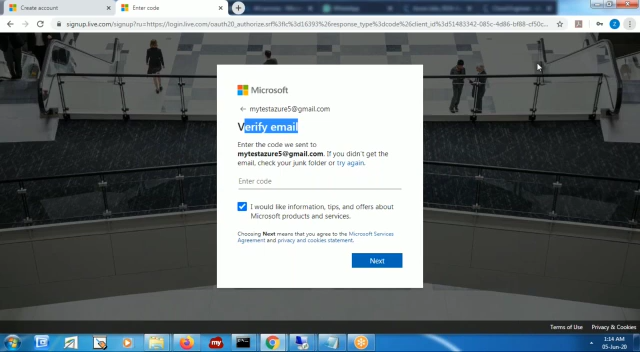 Create account
Enter code
signup.live.com/signup?ru=https://login.live.com/oauth20_authorize.srf%3flc%3d16393%26response_type%3dcode%26client_id%3d51483342-085c-4d86-bf88-cf50c...
Microsoft
← mytestazure5@gmail.com
Verify email
Enter the code we sent to
mytestazure5@gmail.com. If you didn't get the
email, check your junk folder or try again.
Enter code
I would like information, tips, and offers about
Microsoft products and services.
Choosing Next means that you agree to the Microsoft Services
Agreement and privacy and cookies statement.
Next
Terms of Use
Privacy & Cookies
my
1:14 AM
05-Jun-20